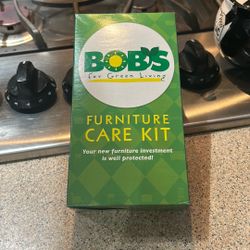 BOB'S
for Green Living
FURNITURE
CARE KIT
Your new furniture investment
is well protected!